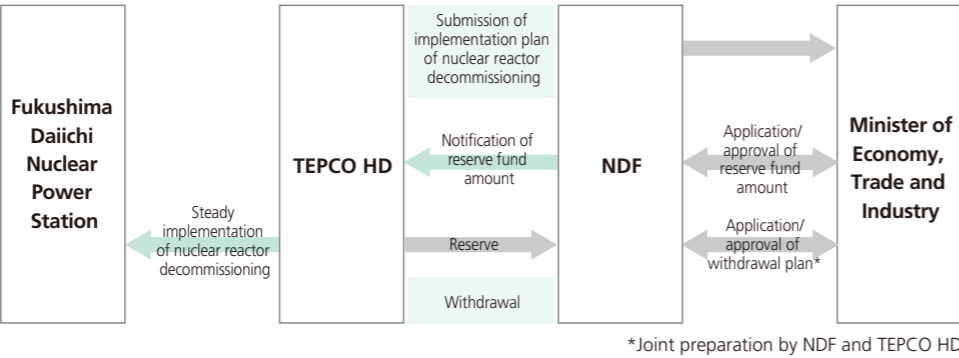 Fukushima
Daiichi
Nuclear
Power
Station
Steady
implementation
of nuclear reactor
decommissioning
TEPCO HD
Submission of
implementation plan
of nuclear reactor
decommissioning
Notification of
reserve fund
amount
Reserve
Withdrawal
NDF
Application/
approval of
reserve fund
amount
Application/
approval of
withdrawal plan*
Minister of
Economy,
Trade and
Industry
*Joint preparation by NDF and TEPCO HD